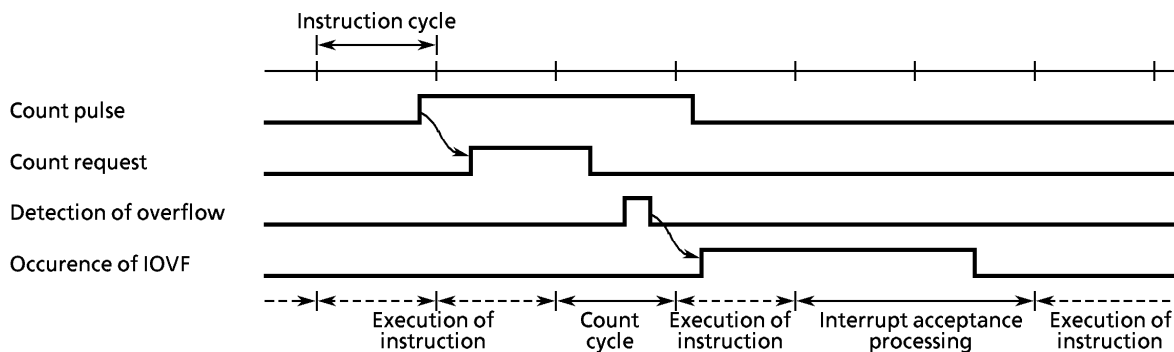 Instruction cycle
Count pulse
Count request
Detection of overflow
Occurence of IOVF
Execution of
instruction
Count
cycle
Execution of
instruction
Interrupt acceptance
processing
Execution of
instruction